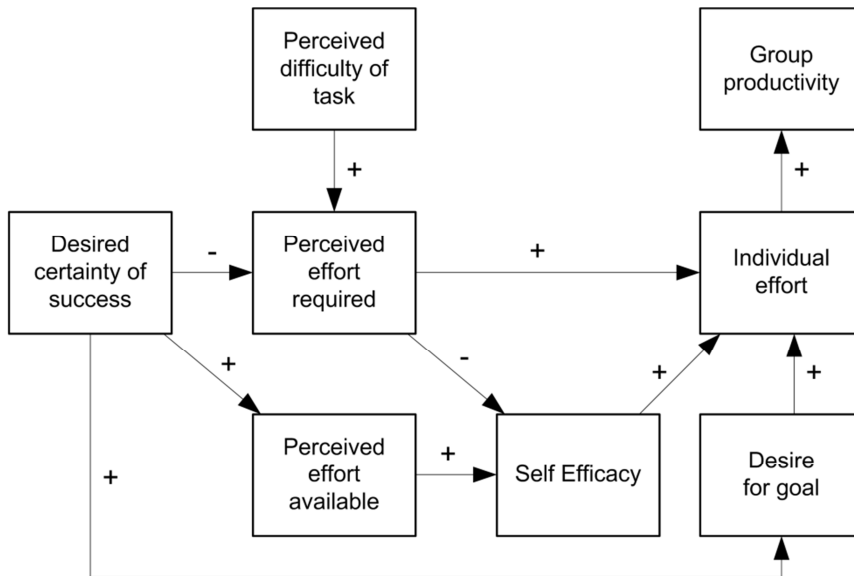 Perceived
difficulty of
task
Group
productivity
+
+
Desired
certainty of
success
-
Perceived
effort
required
+
Individual
effort
+
-
+
+
+
Perceived
effort
available
+
Self Efficacy
Desire
for goal